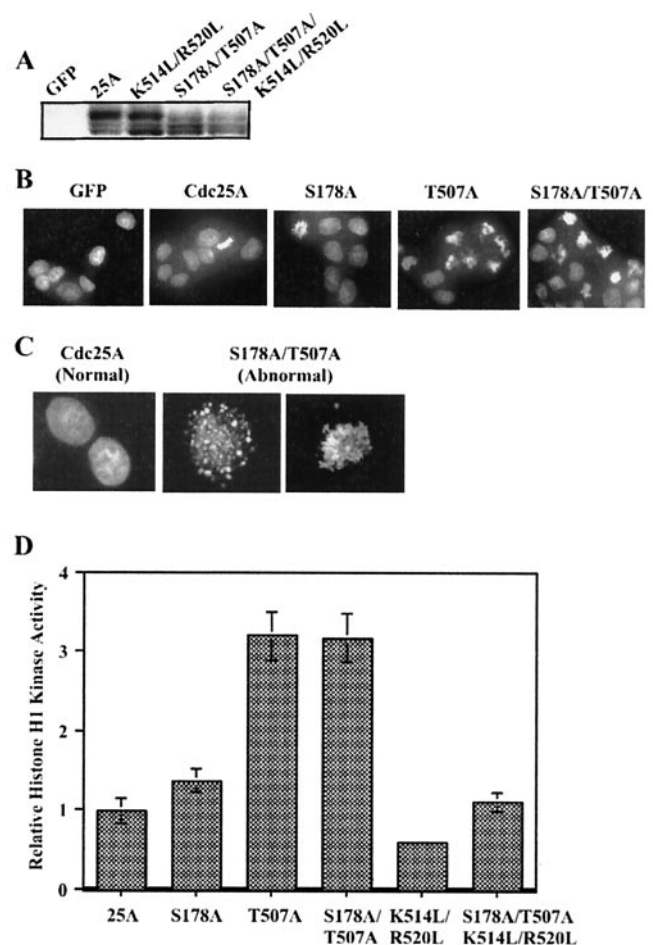 A
GFP
25A
K514L/R520L
S178A/T507A
S178A/T507A/
K514L/R520L
B
GFP
Cdc25A
S178A
T507A
S178A/T507A
C
Cdc25A
(Normal)
S178A/T507A
(Abnormal)
D
Relative Histone H1 Kinase Activity
4
3
2
1
0
25A
S178A
T507A
S178A/
T507A
K514L/
R520L
S178A/T507A
K514L/R520L